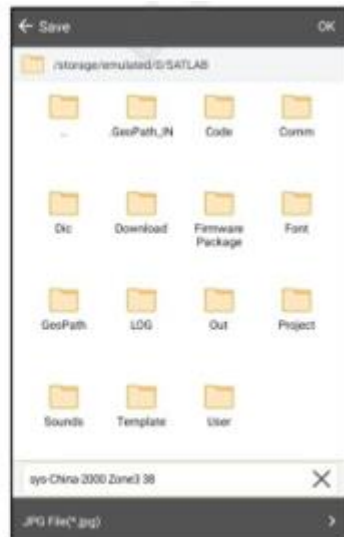 ← Save OK
/storage/emulated/0/SATLAB
.. .GeoPath_IN Code Comm
Dic Download Firmware Package Font
GeoPath LOG Out Project
Sounds Template User
sys-China-2000 Zone3 38
JPG File(*.jpg) >